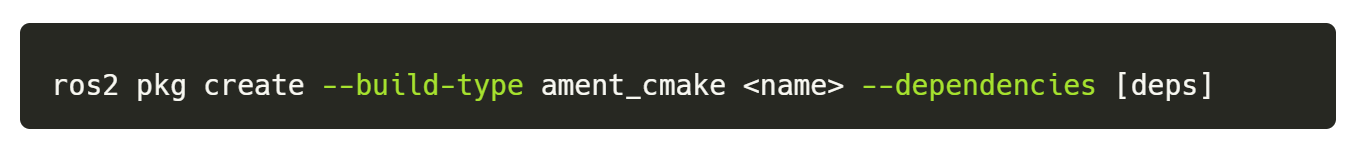 ros2 pkg create --build-type ament_cmake <name> --dependencies [deps]